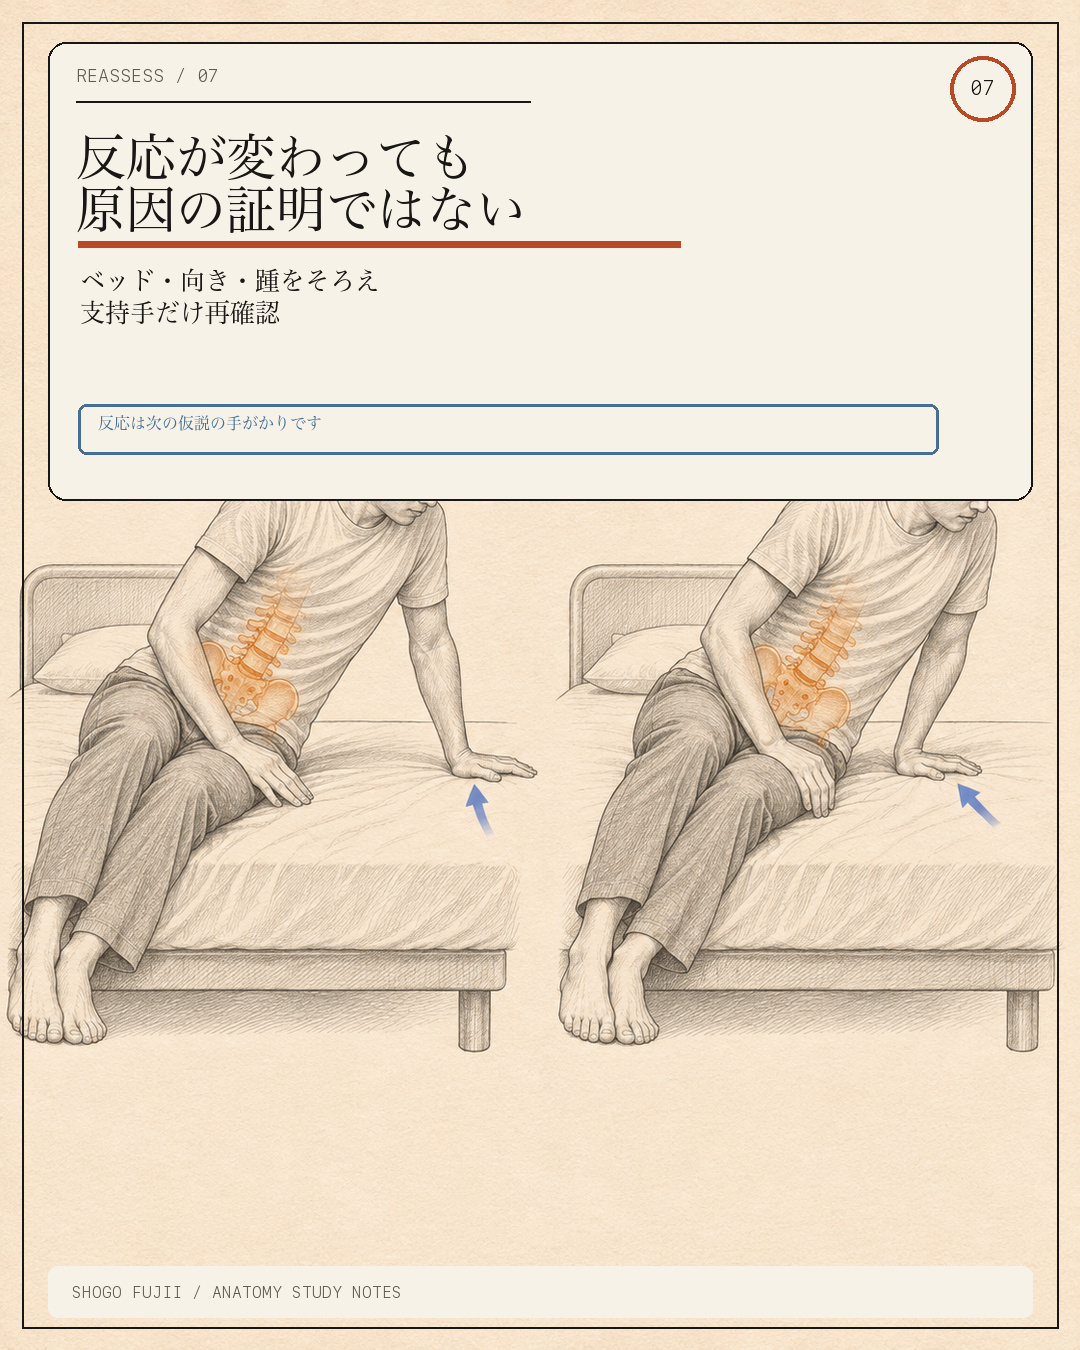 REASSESS / 07
07
反応が変わっても
原因の証明ではない
ベッド・向き・踵をそろえ
支持手だけ再確認
反応は次の仮説の手がかりです
SHOGO FUJII / ANATOMY STUDY NOTES